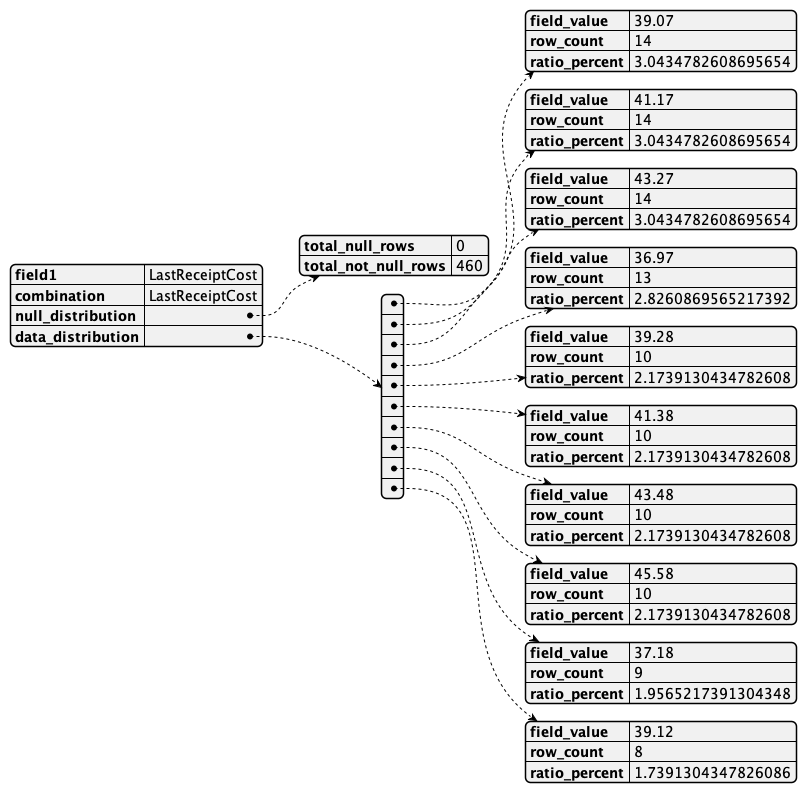 field1 LastReceiptCost
combination LastReceiptCost
null_distribution
data_distribution
total_null_rows 0
total_not_null_rows 460
field_value 39.07
row_count 14
ratio_percent 3.0434782608695654
field_value 41.17
row_count 14
ratio_percent 3.0434782608695654
field_value 43.27
row_count 14
ratio_percent 3.0434782608695654
field_value 36.97
row_count 13
ratio_percent 2.8260869565217392
field_value 39.28
row_count 10
ratio_percent 2.1739130434782608
field_value 41.38
row_count 10
ratio_percent 2.1739130434782608
field_value 43.48
row_count 10
ratio_percent 2.1739130434782608
field_value 45.58
row_count 10
ratio_percent 2.1739130434782608
field_value 37.18
row_count 9
ratio_percent 1.9565217391304348
field_value 39.12
row_count 8
ratio_percent 1.7391304347826086